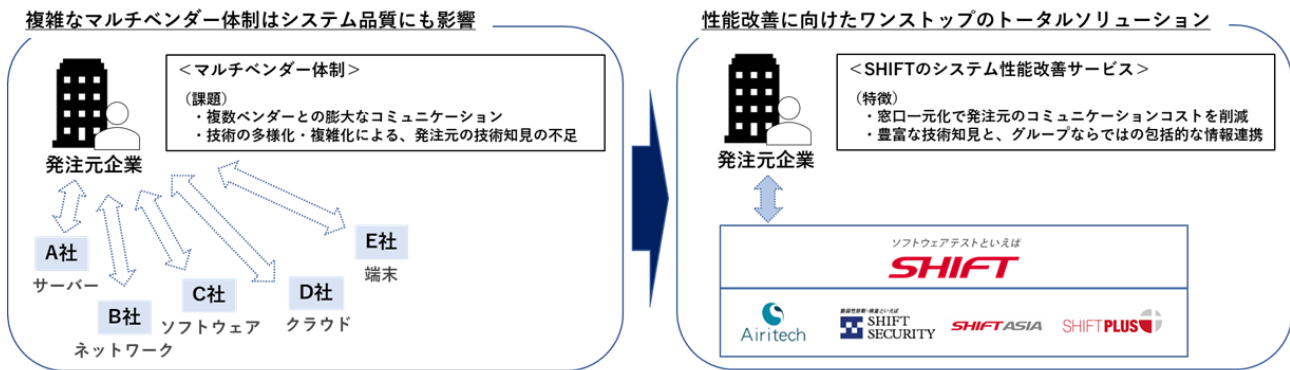 複雑なマルチベンダー体制はシステム品質にも影響
＜マルチベンダー体制＞
（課題）
・複数ベンダーとの膨大なコミュニケーション
・技術の多様化・複雑化による、発注元の技術知見の不足
発注元企業
A社
サーバー
B社
ネットワーク
C社
ソフトウェア
D社
クラウド
E社
端末
性能改善に向けたワンストップのトータルソリューション
＜SHIFTのシステム性能改善サービス＞
（特徴）
・窓口一元化で発注元のコミュニケーションコストを削減
・豊富な技術知見と、グループならではの包括的な情報連携
発注元企業
ソフトウェアテストといえば
SHIFT
Airitech
脆弱性診断・検査といえば
SHIFT
SECURITY
SHIFT ASIA
SHIFT PLUS